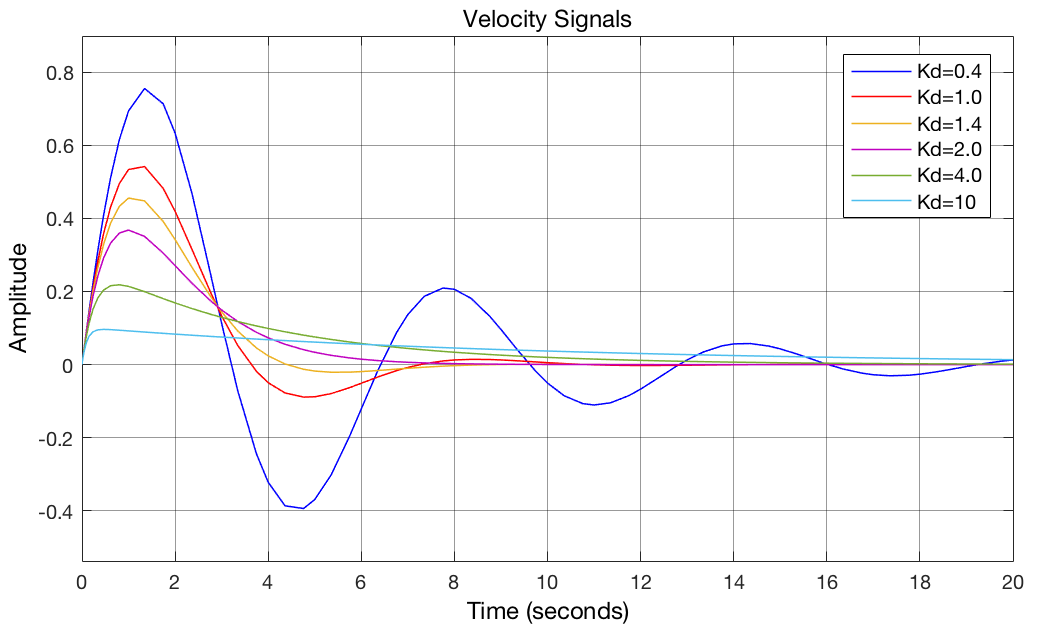 Velocity Signals
Kd=0.4
Kd=1.0
Kd=1.4
Kd=2.0
Kd=4.0
Kd=10
0.8
0.6
0.4
0.2
0
-0.2
-0.4
Amplitude
0 2 4 6 8 10 12 14 16 18 20
Time (seconds)